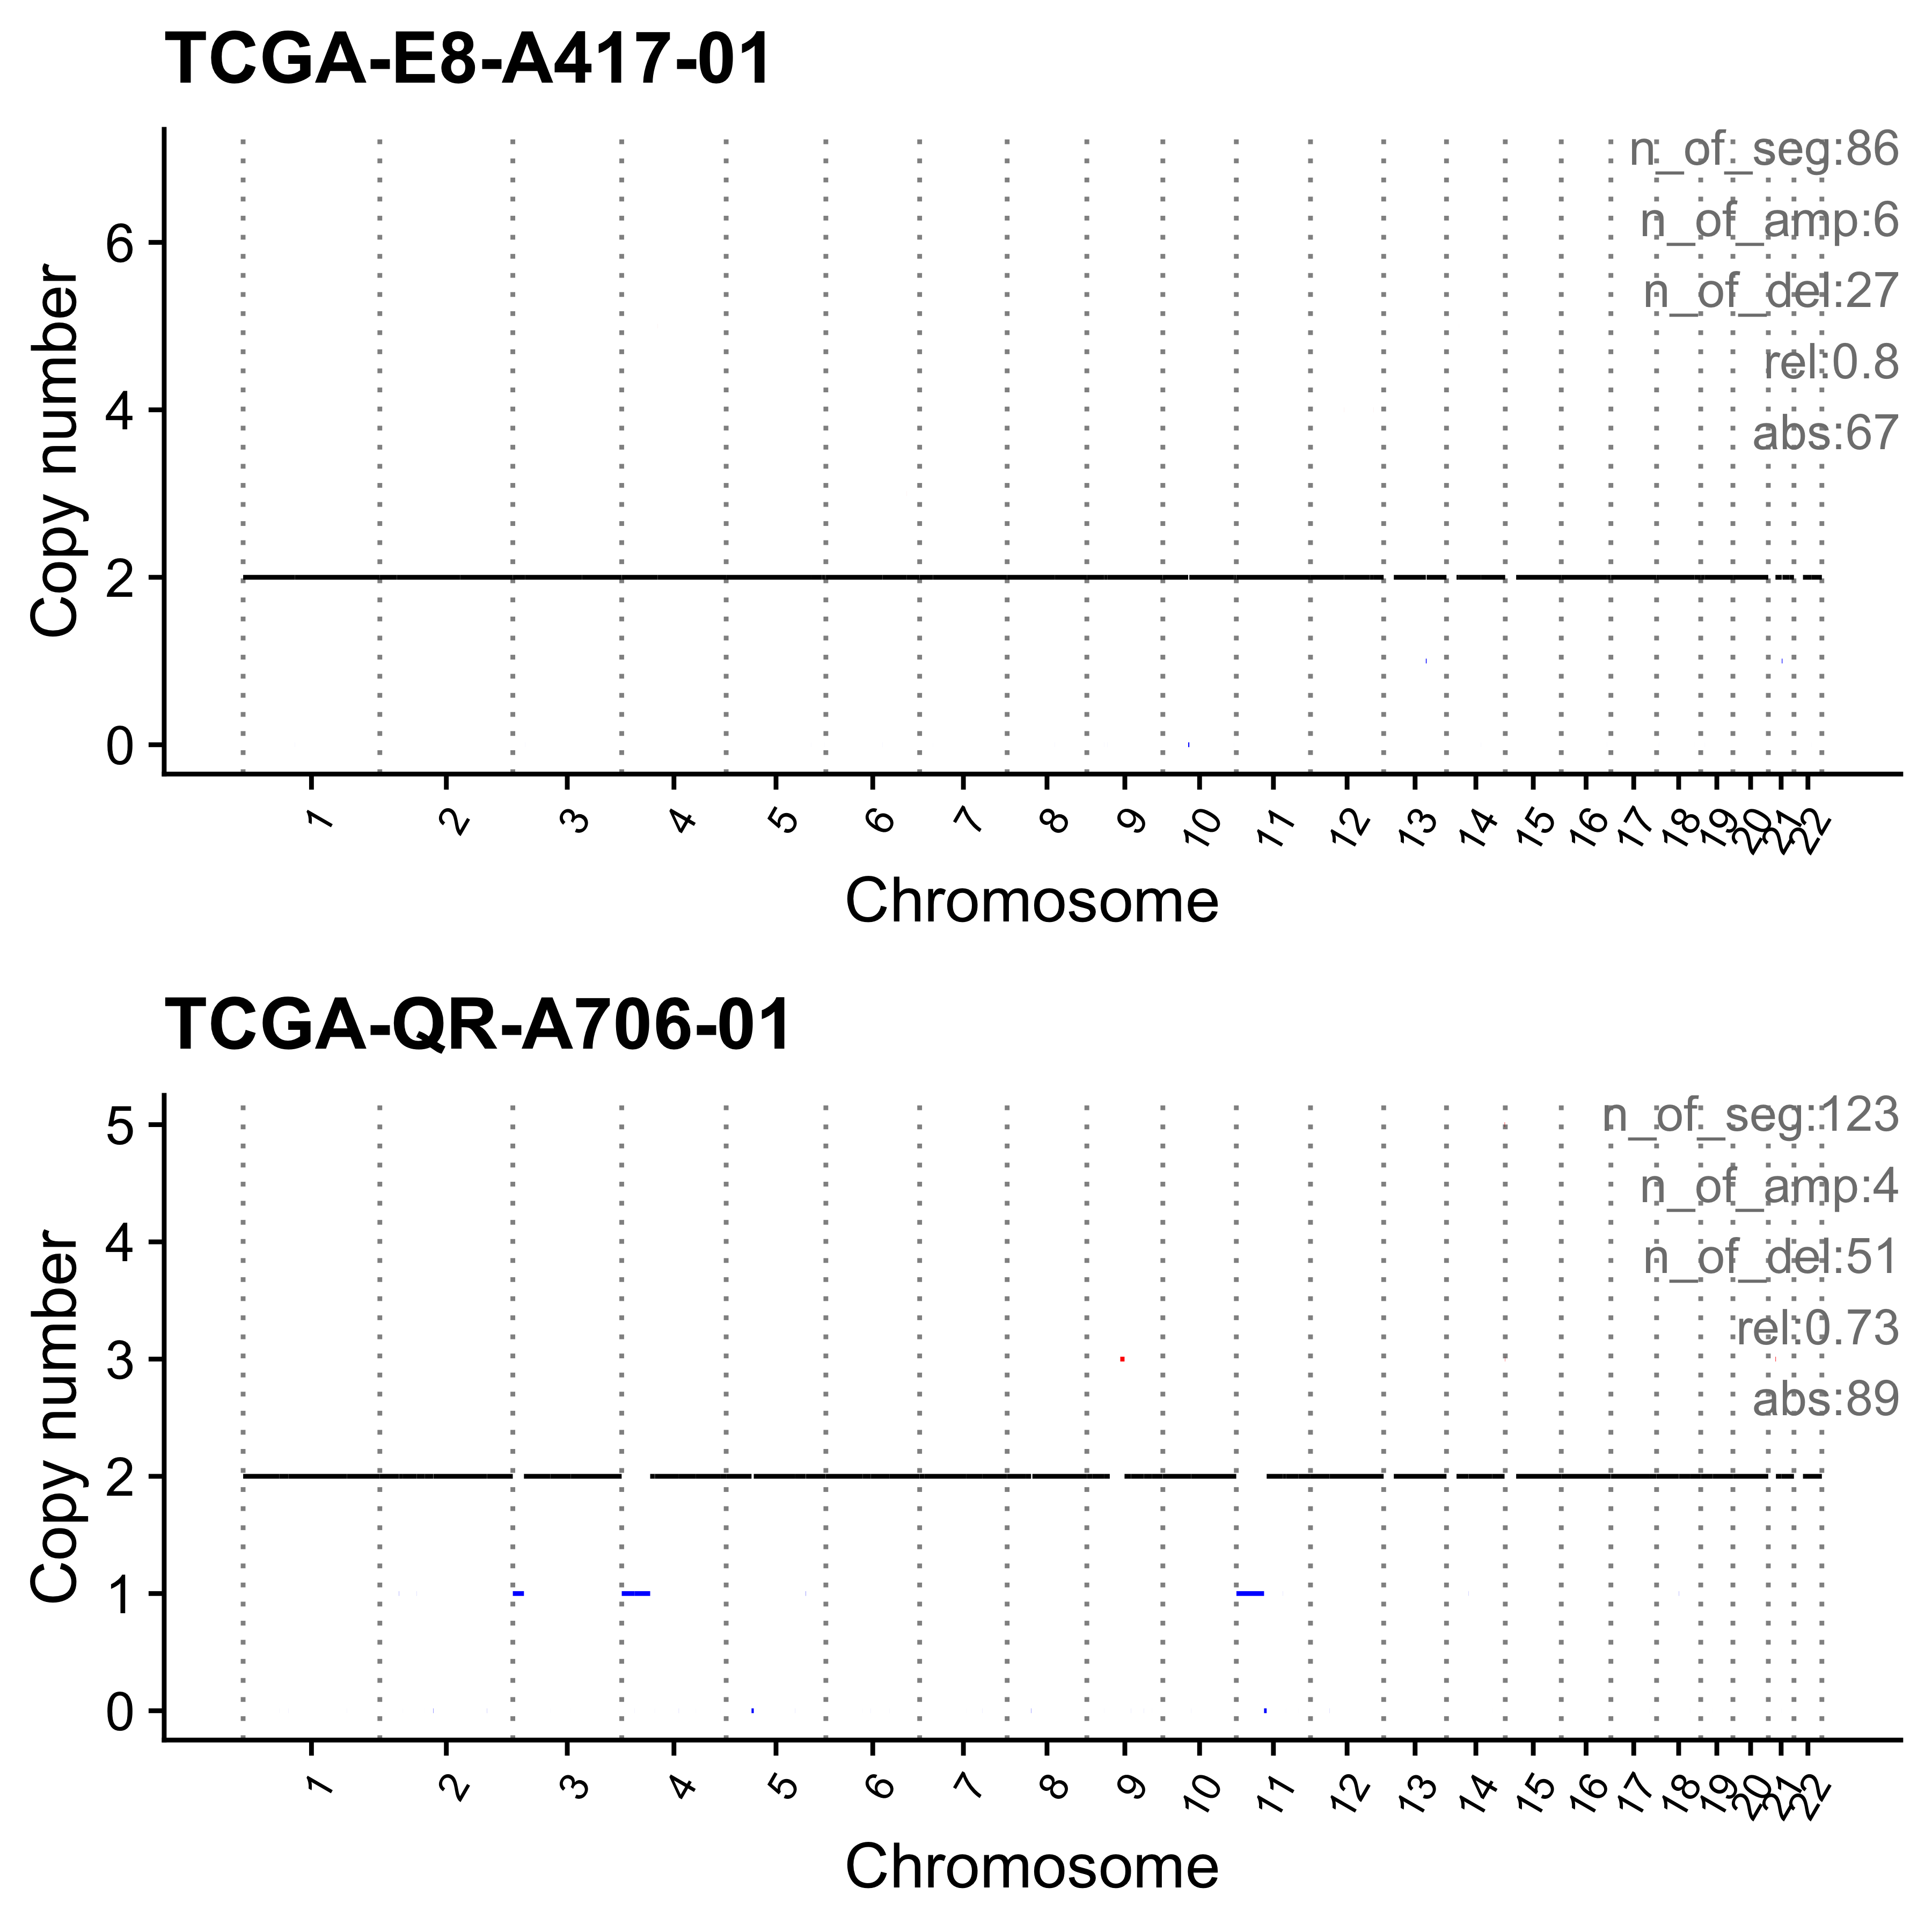 TCGA-E8-A417-01
n_of_seg:86
n_of_amp:6
n_of_del:27
rel:0.8
abs:67
6
4
2
0
Copy number
1 2 3 4 5 6 7 8 9 10 11 12 13 14 15 16 17 18 19 20 21 22
Chromosome
TCGA-QR-A706-01
n_of_seg:123
n_of_amp:4
n_of_del:51
rel:0.73
abs:89
5
4
3
2
1
0
Copy number
1 2 3 4 5 6 7 8 9 10 11 12 13 14 15 16 17 18 19 20 21 22
Chromosome